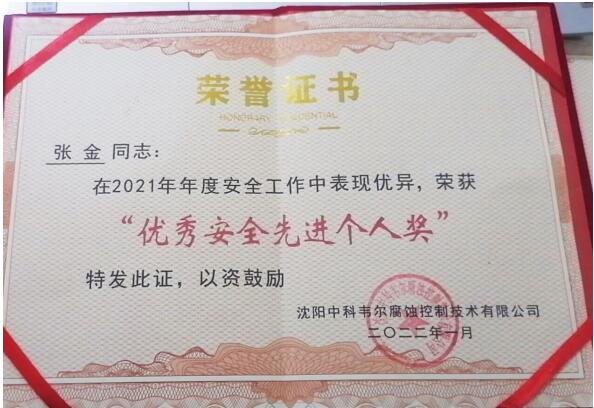 荣誉证书
HONORARY CREDENTIAL
张 金 同志：
在2021年年度安全工作中表现优异，荣获
“优秀安全先进个人奖”
特发此证，以资鼓励
沈阳中科韦尔腐蚀控制技术有限公司
二〇二二年一月